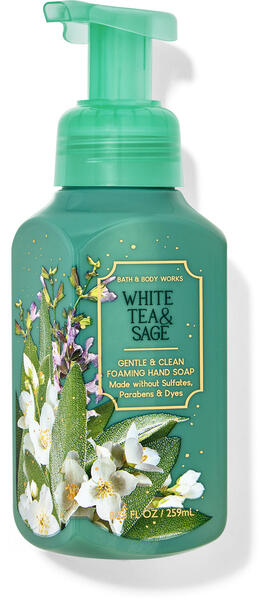 BATH & BODY WORKS
WHITE
TEA &
SAGE
GENTLE & CLEAN
FOAMING HAND SOAP
Made without Sulfates,
Parabens & Dyes
FL OZ / 259mL